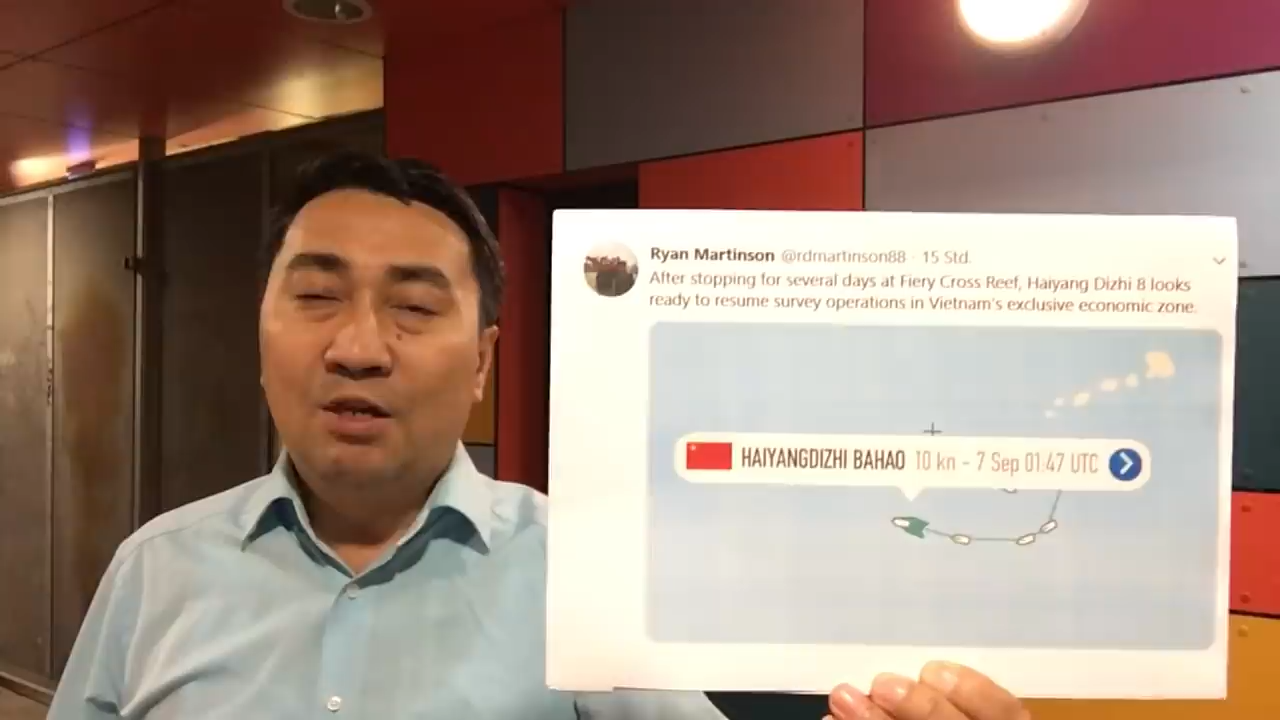 Ryan Martinson @rdmartinson88 · 15 Std.
After stopping for several days at Fiery Cross Reef, Haiyang Dizhi 8 looks
ready to resume survey operations in Vietnam's exclusive economic zone.
HAIYANGDIZHI BAHAO 10 kn - 7 Sep 01:47 UTC